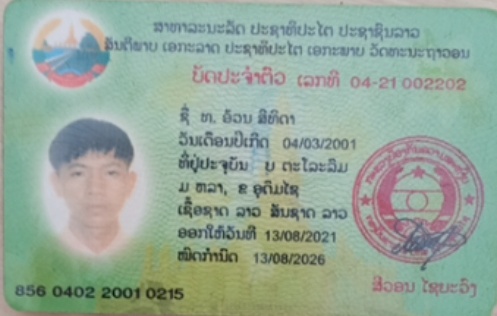 ສາທາລະນະລັດ ປະຊາທິປະໄຕ ປະຊາຊົນລາວ
ສັນຕິພາບ ເອກະລາດ ປະຊາທິປະໄຕ ເອກະພາບ ວັດທະນະຖາວອນ
ບັດປະຈຳຕົວ ເລກທີ 04-21 002202
ຊື່ ທ. ອ້ວນ ສີທິດາ
ວັນເດືອນປີເກີດ 04/03/2001
ທີ່ຢູ່ປະຈຸບັນ ບ ຕະໂລະລິມ
ມ ຫລາ, ຂ ອຸດົມໄຊ
ເຊື້ອຊາດ ລາວ ສັນຊາດ ລາວ
ອອກໃຫ້ວັນທີ 13/08/2021
ໝົດກຳນົດ 13/08/2026
856 0402 2001 0215
ສີວອນ ໄຊຍະວົງ